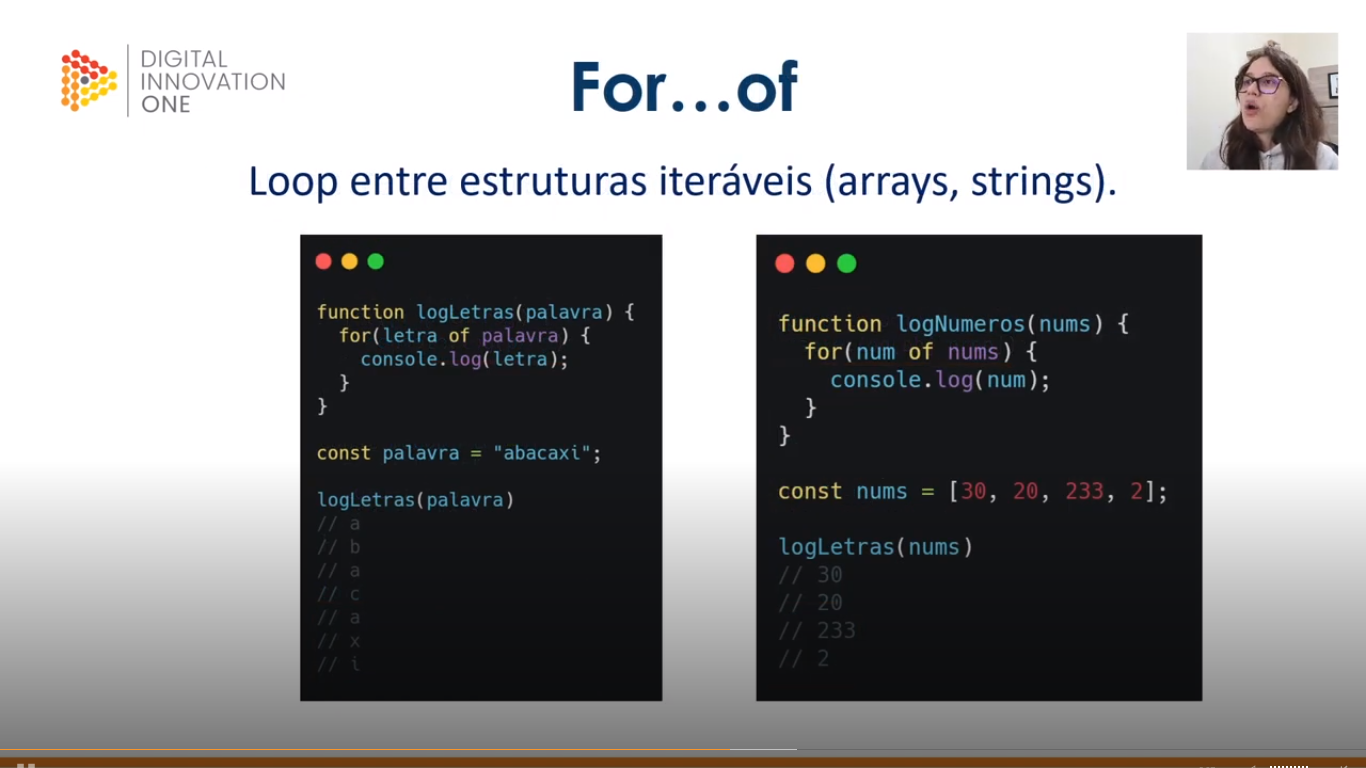 DIGITAL
INNOVATION
ONE
For...of
Loop entre estruturas iteráveis (arrays, strings).
function logLetras(palavra) {
  for(letra of palavra) {
    console.log(letra);
  }
}
const palavra = "abacaxi";
logLetras(palavra)
// a
// b
// a
// c
// a
// x
// i
function logNumeros(nums) {
  for(num of nums) {
    console.log(num);
  }
}
const nums = [30, 20, 233, 2];
logLetras(nums)
// 30
// 20
// 233
// 2